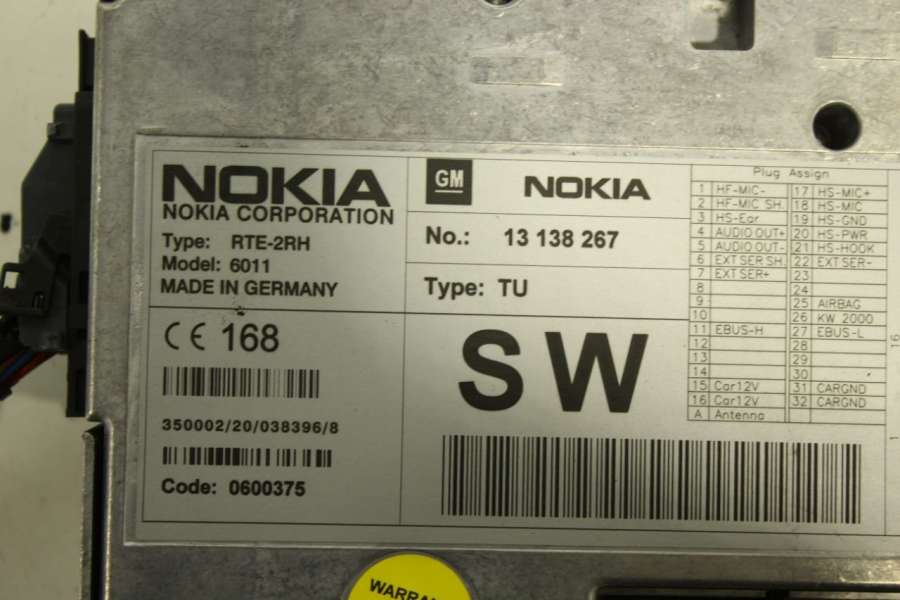 NOKIA
NOKIA CORPORATION
Type: RTE-2RH
Model: 6011
MADE IN GERMANY
CE 168
350002/20/038396/8
Code: 0600375
GM NOKIA
No.: 13 138 267
Type: TU
SW
Plug Assign
1 HF-MIC- 17 HS-MIC+
2 HF-MIC SH. 18 HS-MIC
3 HS-Ear 19 HS-GND
4 AUDIO OUT+ 20 HS-PWR
5 AUDIO OUT- 21 HS-HOOK
6 EXT SER SH. 22 EXT SER-
7 EXT SER+ 23
8 24
9 25 AIRBAG
10 26 KW 2000
11 EBUS-H 27 EBUS-L
12 28
13 29
14 30
15 Car12V 31 CARGND
16 Car12V 32 CARGND
A Antenna
16
1